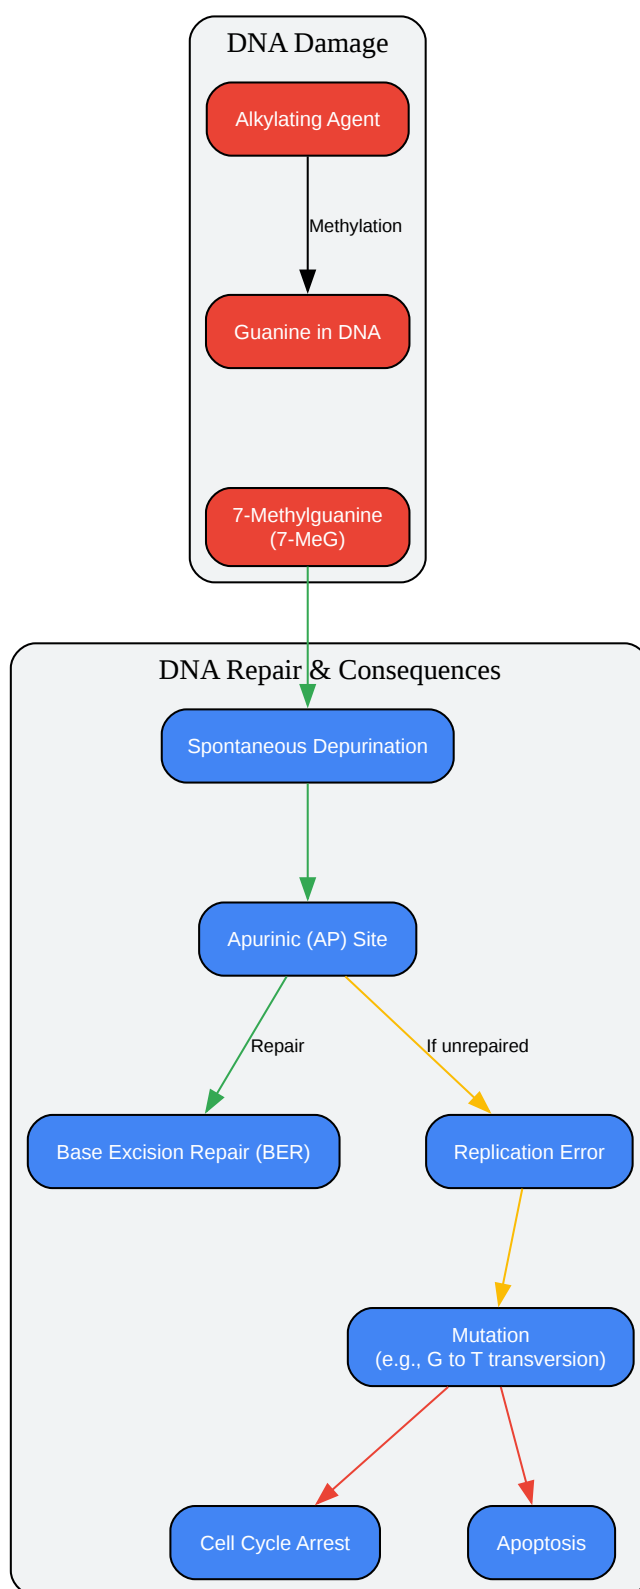 DNA Damage
Alkylating Agent
Methylation
Guanine in DNA
7-Methylguanine
(7-MeG)
DNA Repair & Consequences
Spontaneous Depurination
Apurinic (AP) Site
Repair
If unrepaired
Base Excision Repair (BER)
Replication Error
Mutation
(e.g., G to T transversion)
Cell Cycle Arrest
Apoptosis